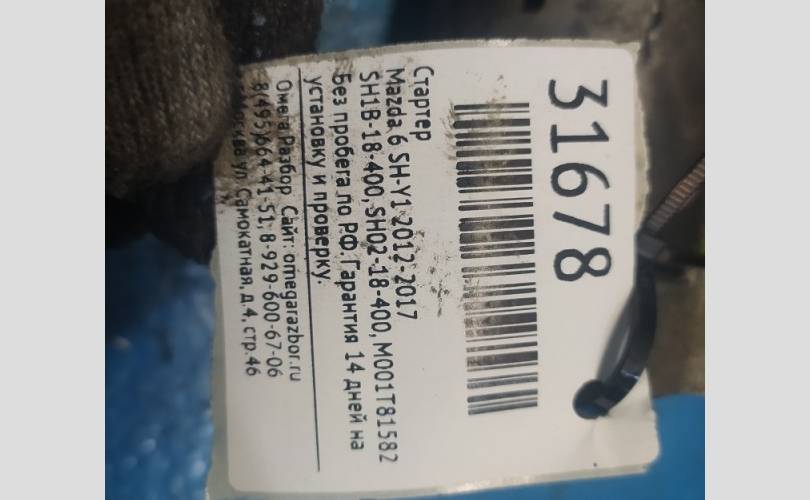 31678
Стартер
Mazda 6 SH-Y1 2012-2017
SH1B-18-400, SH02-18-400, M001T81582
Без пробега по РФ. Гарантия 14 дней на
установку и проверку.
Омега Разбор Сайт: omegarazbor.ru
8(495)664-41-51, 8-929-600-67-06
Москва ул. Самокатная, д.4, стр.46